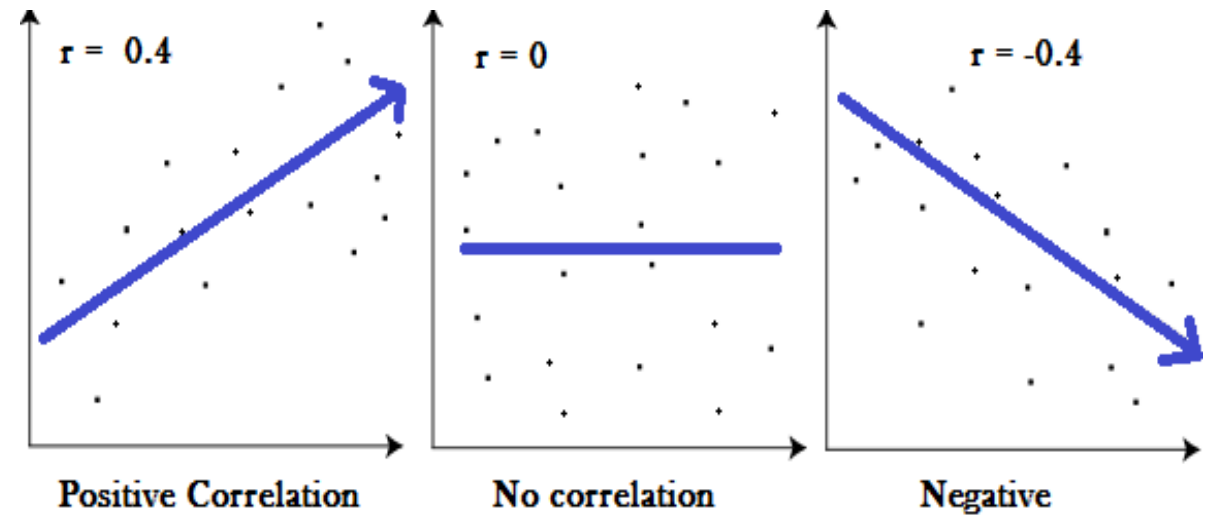 r = 0.4
r = 0
r = -0.4
Positive Correlation
No correlation
Negative